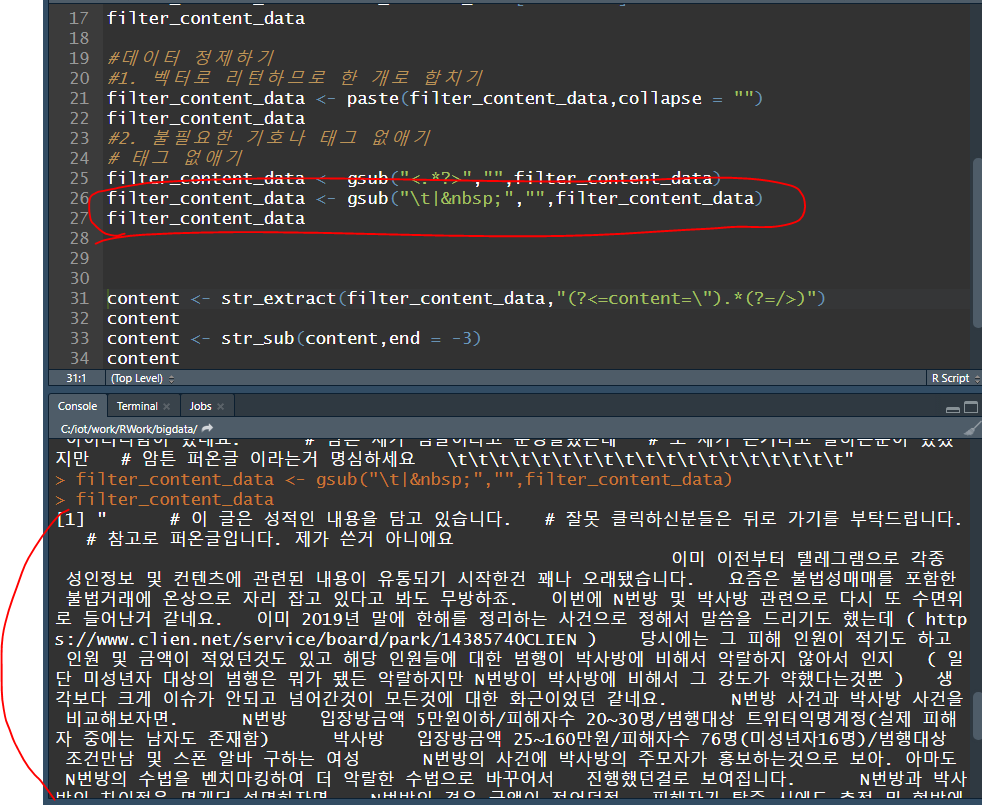 17 filter_content_data
18
19 #데이터 정제하기
20 #1. 벡터로 리턴하므로 한 개로 합치기
21 filter_content_data <- paste(filter_content_data,collapse = "")
22 filter_content_data
23 #2. 불필요한 기호나 태그 없애기
24 # 태그 없애기
25 filter_content_data <- gsub("<.*?>","",filter_content_data)
26 filter_content_data <- gsub("\t|&nbsp;","",filter_content_data)
27 filter_content_data
28
29
30
31 content <- str_extract(filter_content_data,"(?<=content=\").*(?=/>)")
32 content
33 content <- str_sub(content,end = -3)
34 content
31:1 (Top Level) R Script
Console Terminal Jobs
C:/iot/work/RWork/bigdata/
지만 # 암튼 퍼온글 이라는거 명심하세요 \t\t\t\t\t\t\t\t\t\t\t\t\t\t\t\t\t\t\t"
> filter_content_data <- gsub("\t|&nbsp;","",filter_content_data)
> filter_content_data
[1] " # 이 글은 성적인 내용을 담고 있습니다. # 잘못 클릭하신분들은 뒤로 가기를 부탁드립니다.
# 참고로 퍼온글입니다. 제가 쓴거 아니에요
이미 이전부터 텔레그램으로 각종
성인정보 및 컨텐츠에 관련된 내용이 유통되기 시작한건 꽤나 오래됐습니다. 요즘은 불법성매매를 포함한
불법거래에 온상으로 자리 잡고 있다고 봐도 무방하죠. 이번에 N번방 및 박사방 관련으로 다시 또 수면위
로 들어난거 같네요. 이미 2019년 말에 한해를 정리하는 사건으로 정해서 말씀을 드리기도 했는데 ( http
s://www.clien.net/service/board/park/14385740CLIEN ) 당시에는 그 피해 인원이 적기도 하고
인원 및 금액이 적었던것도 있고 해당 인원들에 대한 범행이 박사방에 비해서 악랄하지 않아서 인지 ( 일
단 미성년자 대상의 범행은 뭐가 됐든 악랄하지만 N번방이 박사방에 비해서 그 강도가 약했다는것뿐 ) 생
각보다 크게 이슈가 안되고 넘어간것이 모든것에 대한 화근이었던 같네요. N번방 사건과 박사방 사건을
비교해보자면. N번방 입장방금액 5만원이하/피해자수 20~30명/범행대상 트위터익명계정(실제 피해
자 중에는 남자도 존재함) 박사방 입장방금액 25~160만원/피해자수 76명(미성년자16명)/범행대상
조건만남 및 스폰 알바 구하는 여성 N번방의 사건에 박사방의 주모자가 홍보하는것으로 보아. 아마도
N번방의 수법을 벤치마킹하여 더 악랄한 수법으로 바꾸어서 진행했던걸로 보여집니다. N번방과 박사